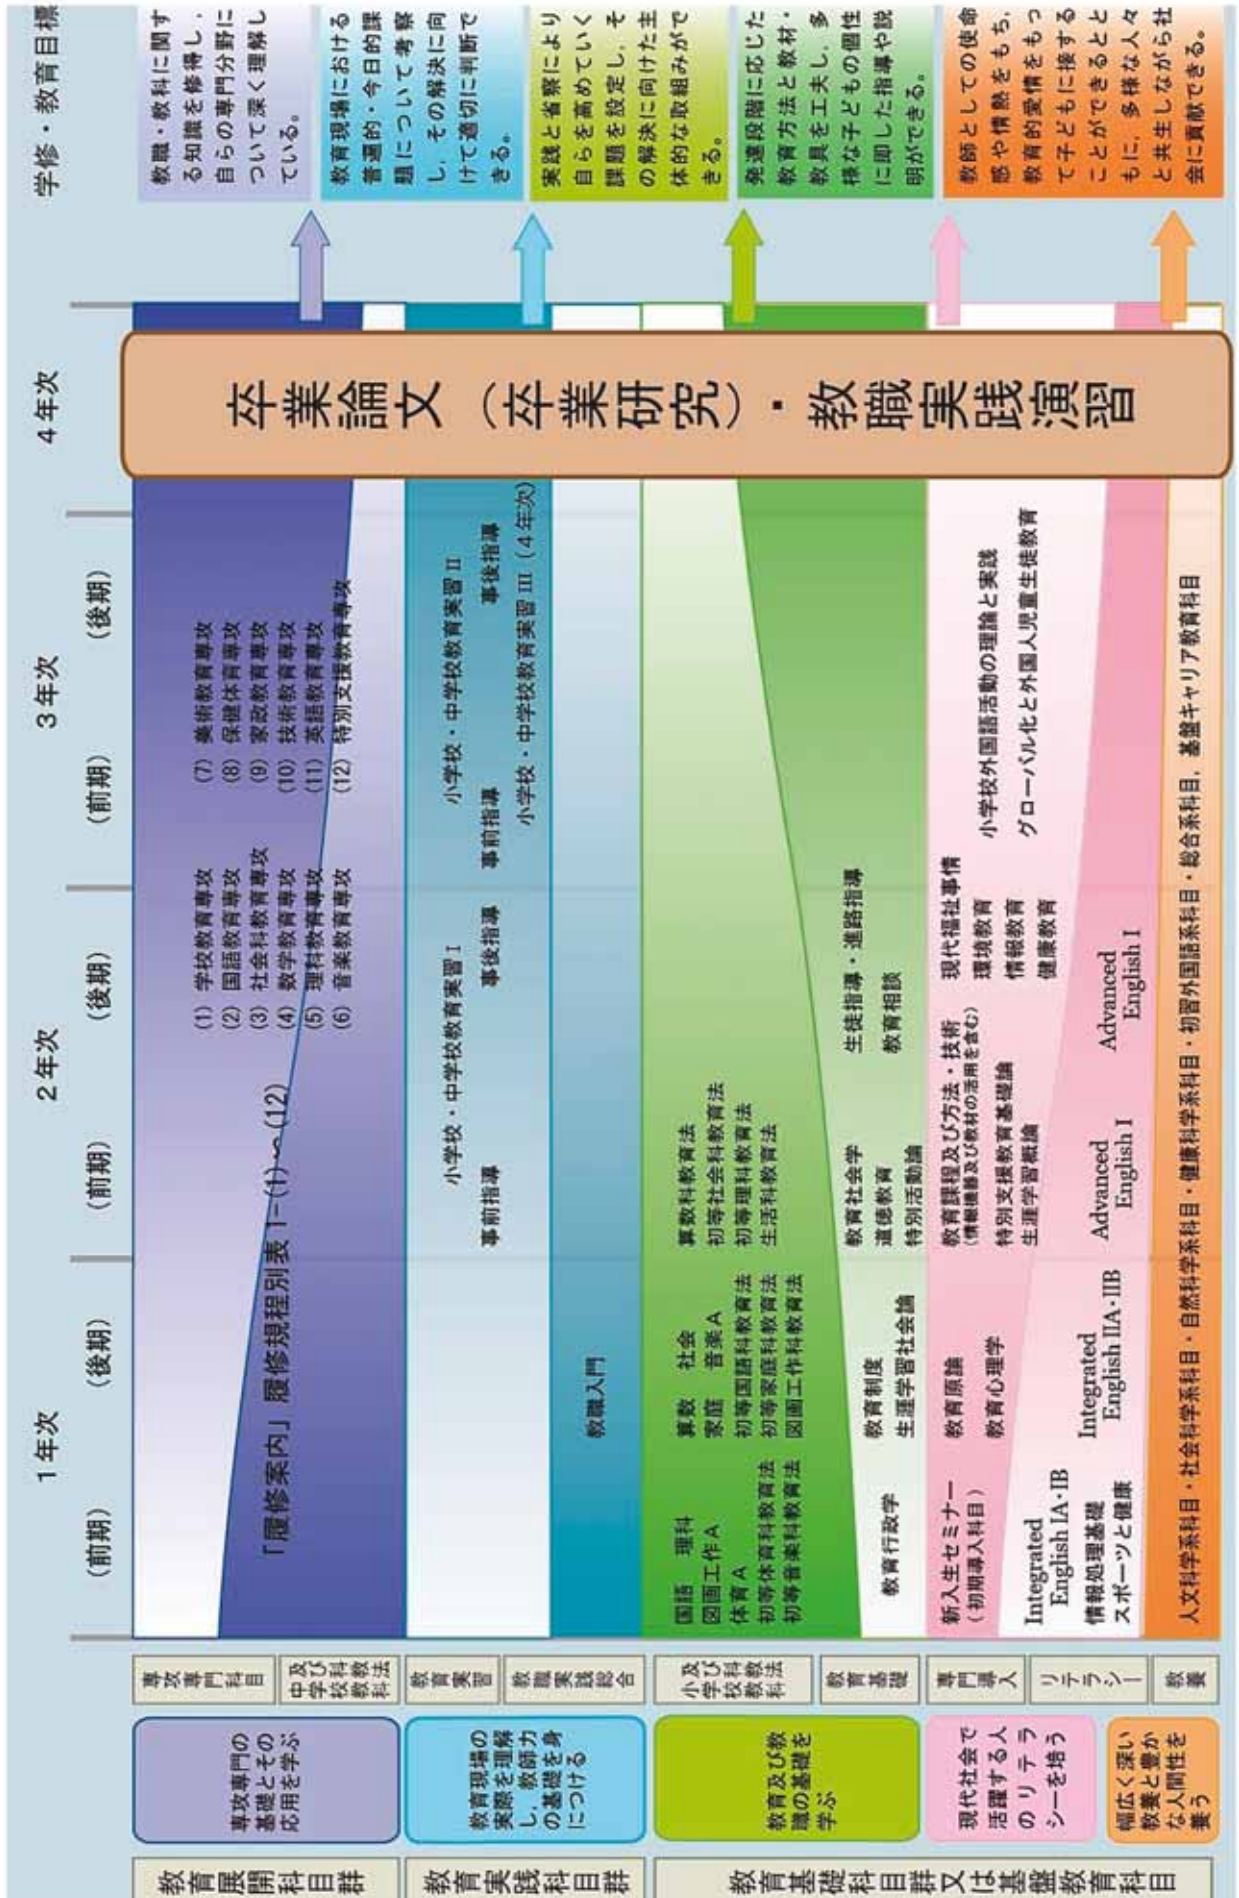 1年次
2年次
3年次
4年次
学修・教育目標
(前期)
(後期)
(前期)
(後期)
(前期)
(後期)
教育展開科目群
専攻専門の
基礎とその
応用を学ぶ
専攻専門科目
中学校教科
及び教科教育法
「履修案内」履修規程別表1-(1)～(12)
(1) 学校教育専攻
(2) 国語教育専攻
(3) 社会科教育専攻
(4) 数学教育専攻
(5) 理科教育専攻
(6) 音楽教育専攻
(7) 美術教育専攻
(8) 保健体育専攻
(9) 家政教育専攻
(10) 技術教育専攻
(11) 英語教育専攻
(12) 特別支援教育専攻
教職・教科に関す
る知識を修得し,
自らの専門分野に
ついて深く理解し
ている。
教育実践科目群
教育現場の
実際を理解
し, 教師力
の基礎を身
につける
教育実習
教職実践総合
小学校・中学校教育実習 I
事前指導
事後指導
小学校・中学校教育実習 II
事前指導
事後指導
小学校・中学校教育実習 III (4年次)
教職入門
教育現場における
普遍的・今日的課
題について考察
し, その解決に向
けて適切に判断で
きる。
教育基礎科目群又は基盤教育科目
教育及び教
職の基礎を
学ぶ
教育基礎
国語 理科
図画工作A
体育A
初等体育科教育法
初等音楽科教育法
算数 社会
家庭 音楽A
初等国語科教育法
初等家庭科教育法
図画工作科教育法
算数科教育法
初等社会科教育法
初等理科教育法
生活科教育法
教育行政学
教育制度
生涯学習社会論
教育社会学
道徳教育
特別活動論
生徒指導・進路指導
教育相談
実践と省察により
自らを高めていく
課題を設定し, そ
の解決に向けた主
体的な取組みがで
きる。
発達段階に応じた
教育方法と教材・
教具を工夫し, 多
様な子どもの個性
に即した指導や説
明ができる。
現代社会で
活躍する人
のリテラ
シーを培う
専門導入
リテラシー
新入生セミナー
(初期導入科目)
教育原論
教育心理学
教育課程及び方法・技術
(情報機器及び教材の活用を含む)
特別支援教育基礎論
生涯学習概論
現代福祉事情
環境教育
情報教育
健康教育
小学校外国語活動の理論と実践
グローバル化と外国人児童生徒教育
Integrated
English IA・IB
情報処理基礎
スポーツと健康
Integrated
English IIA・IIB
Advanced
English I
Advanced
English I
幅広く深い
教養と豊か
な人間性を
養う
教養
人文科学系科目・社会科学系科目・自然科学系科目・健康科学系科目・初習外国語系科目・総合系科目, 基盤キャリア教育科目
教師としての使命
感や情熱をもち,
教育的愛情をもっ
て子どもに接する
ことができるとと
もに, 多様な人々
と共生しながら社
会に貢献できる。
卒業論文（卒業研究）・教職実践演習